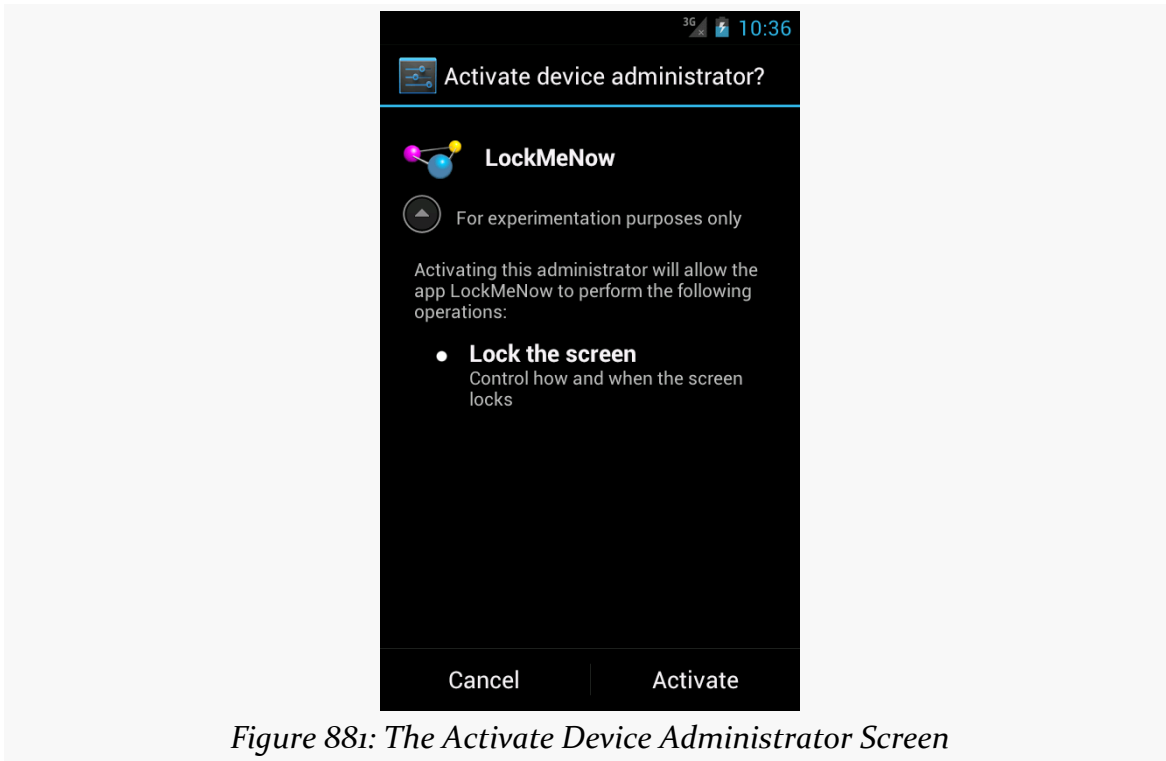 3G 10:36
Activate device administrator?
LockMeNow
For experimentation purposes only
Activating this administrator will allow the
app LockMeNow to perform the following
operations:
Lock the screen
Control how and when the screen
locks
Cancel Activate
Figure 881: The Activate Device Administrator Screen